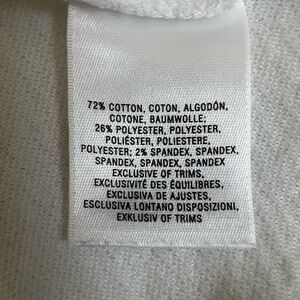 72% COTTON, COTON, ALGODÓN,
COTONE, BAUMWOLLE;
26% POLYESTER, POLYESTER,
POLIÉSTER, POLIESTERE,
POLYESTER; 2% SPANDEX, SPANDEX,
SPANDEX, SPANDEX, SPANDEX
EXCLUSIVE OF TRIMS,
EXCLUSIVITÉ DES ÉQUILIBRES,
EXCLUSIVA DE AJUSTES,
ESCLUSIVA LONTANO DISPOSIZIONI,
EXKLUSIV OF TRIMS